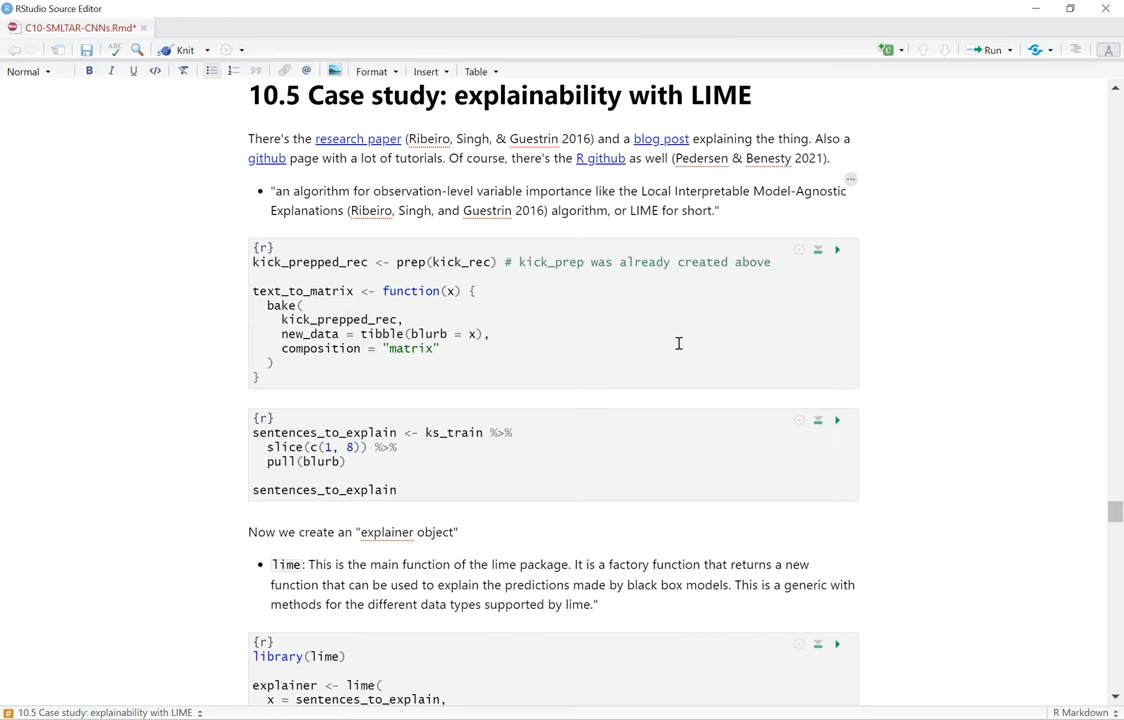 RStudio Source Editor
C10-SMLTAR-CNNs.Rmd*
ABC Knit Run
Normal B I U Format Insert Table
10.5 Case study: explainability with LIME
There's the research paper (Ribeiro, Singh, & Guestrin 2016) and a blog post explaining the thing. Also a
github page with a lot of tutorials. Of course, there's the R github as well (Pedersen & Benesty 2021).
• "an algorithm for observation-level variable importance like the Local Interpretable Model-Agnostic
Explanations (Ribeiro, Singh, and Guestrin 2016) algorithm, or LIME for short."
{r}
kick_prepped_rec <- prep(kick_rec) # kick_prep was already created above
text_to_matrix <- function(x) {
bake(
kick_prepped_rec,
new_data = tibble(blurb = x),
composition = "matrix"
)
}
{r}
sentences_to_explain <- ks_train %>%
slice(c(1, 8)) %>%
pull(blurb)
sentences_to_explain
Now we create an "explainer object"
• lime: This is the main function of the lime package. It is a factory function that returns a new
function that can be used to explain the predictions made by black box models. This is a generic with
methods for the different data types supported by lime."
{r}
library(lime)
explainer <- lime(
x = sentences_to_explain,
# 10.5 Case study: explainability with LIME
R Markdown